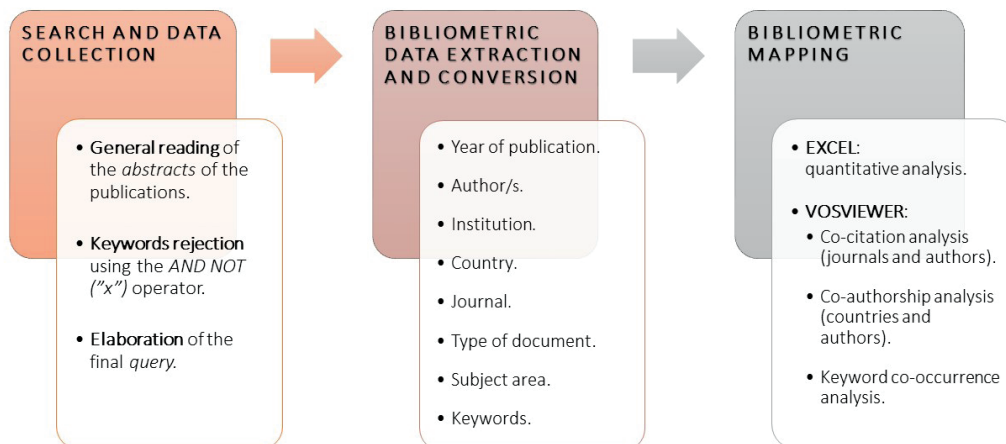 SEARCH AND DATA
COLLECTION
• General reading of
the abstracts of the
publications.
• Keywords rejection
using the AND NOT
("x") operator.
• Elaboration of the
final query.
BIBLIOMETRIC
DATA EXTRACTION
AND CONVERSION
• Year of publication.
• Author/s.
• Institution.
• Country.
• Journal.
• Type of document.
• Subject area.
• Keywords.
BIBLIOMETRIC
MAPPING
• EXCEL:
quantitative analysis.
• VOSVIEWER:
• Co-citation analysis
(journals and authors).
• Co-authorship analysis
(countries and
authors).
• Keyword co-occurrence
analysis.